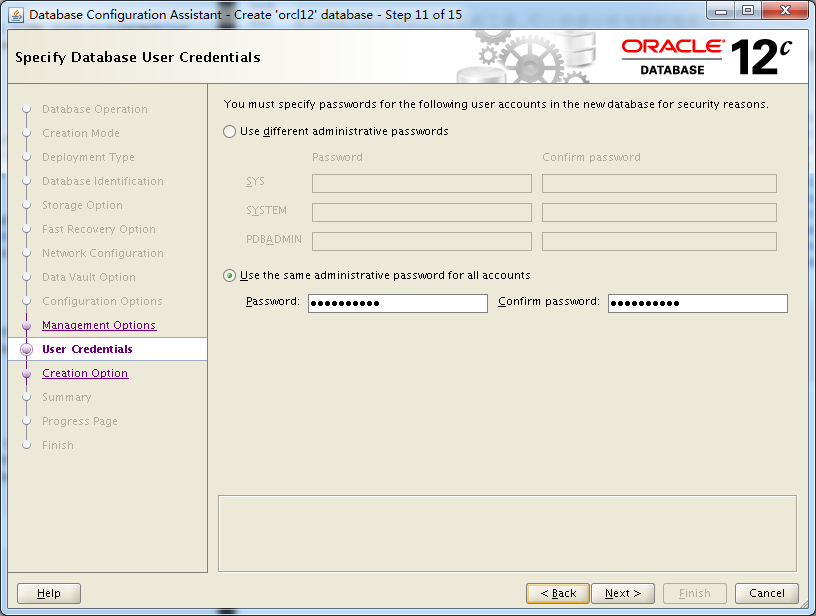 Database Configuration Assistant - Create 'orcl12' database - Step 11 of 15
Specify Database User Credentials
ORACLE®
DATABASE
12c
Database Operation
Creation Mode
Deployment Type
Database Identification
Storage Option
Fast Recovery Option
Network Configuration
Data Vault Option
Configuration Options
Management Options
User Credentials
Creation Option
Summary
Progress Page
Finish
You must specify passwords for the following user accounts in the new database for security reasons.
Use different administrative passwords
Password Confirm password
SYS
SYSTEM
PDBADMIN
Use the same administrative password for all accounts
Password: •••••••••• Confirm password: ••••••••••
Help < Back Next > Finish Cancel